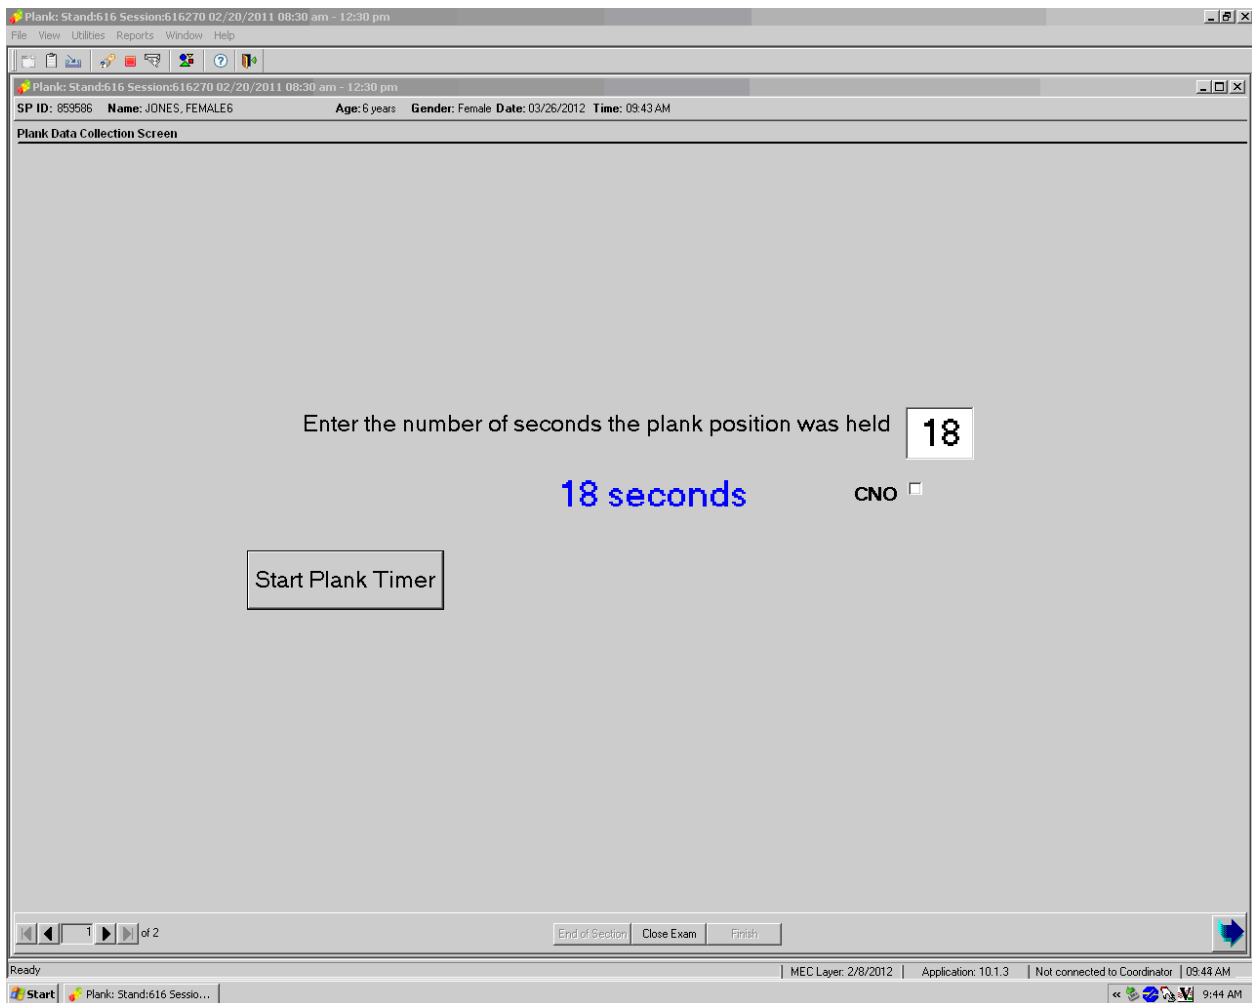 Plank: Stand:616 Session:616270 02/20/2011 08:30 am - 12:30 pm
File View Utilities Reports Window Help
Plank: Stand:616 Session:616270 02/20/2011 08:30 am - 12:30 pm
SP ID: 859586 Name: JONES, FEMALE6 Age: 6 years Gender: Female Date: 03/26/2012 Time: 09:43 AM
Plank Data Collection Screen
Enter the number of seconds the plank position was held 18
18 seconds CNO
Start Plank Timer
1 of 2 End of Section Close Exam Finish
Ready MEC Layer: 2/8/2012 Application: 10.1.3 Not connected to Coordinator 09:44 AM
Start Plank: Stand:616 Sessio... « 9:44 AM